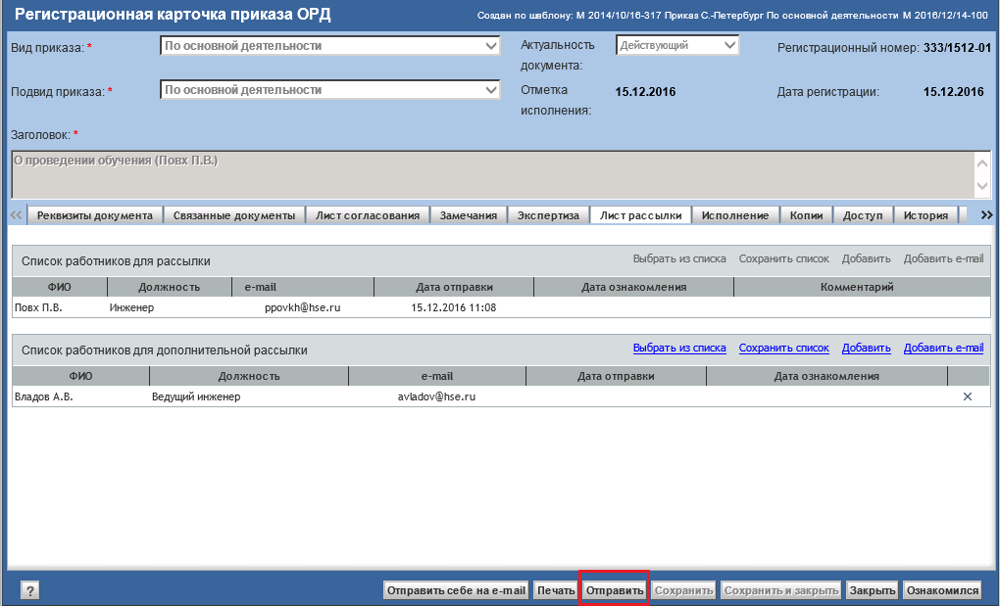 Регистрационная карточка приказа ОРД
Создан по шаблону: М 2014/10/16-317 Приказ С.-Петербург По основной деятельности М 2016/12/14-100
Вид приказа: * По основной деятельности
Актуальность документа: Действующий
Регистрационный номер: 333/1512-01
Подвид приказа: * По основной деятельности
Отметка исполнения: 15.12.2016
Дата регистрации: 15.12.2016
Заголовок: *
О проведении обучения (Повх П.В.)
Реквизиты документа Связанные документы Лист согласования Замечания Экспертиза Лист рассылки Исполнение Копии Доступ История
Список работников для рассылки Выбрать из списка Сохранить список Добавить Добавить e-mail
ФИО Должность e-mail Дата отправки Дата ознакомления Комментарий
Повх П.В. Инженер ppovkh@hse.ru 15.12.2016 11:08
Список работников для дополнительной рассылки Выбрать из списка Сохранить список Добавить Добавить e-mail
ФИО Должность e-mail Дата отправки Дата ознакомления
Владов А.В. Ведущий инженер avladov@hse.ru ×
? Отправить себе на e-mail Печать Отправить Сохранить Сохранить и закрыть Закрыть Ознакомился